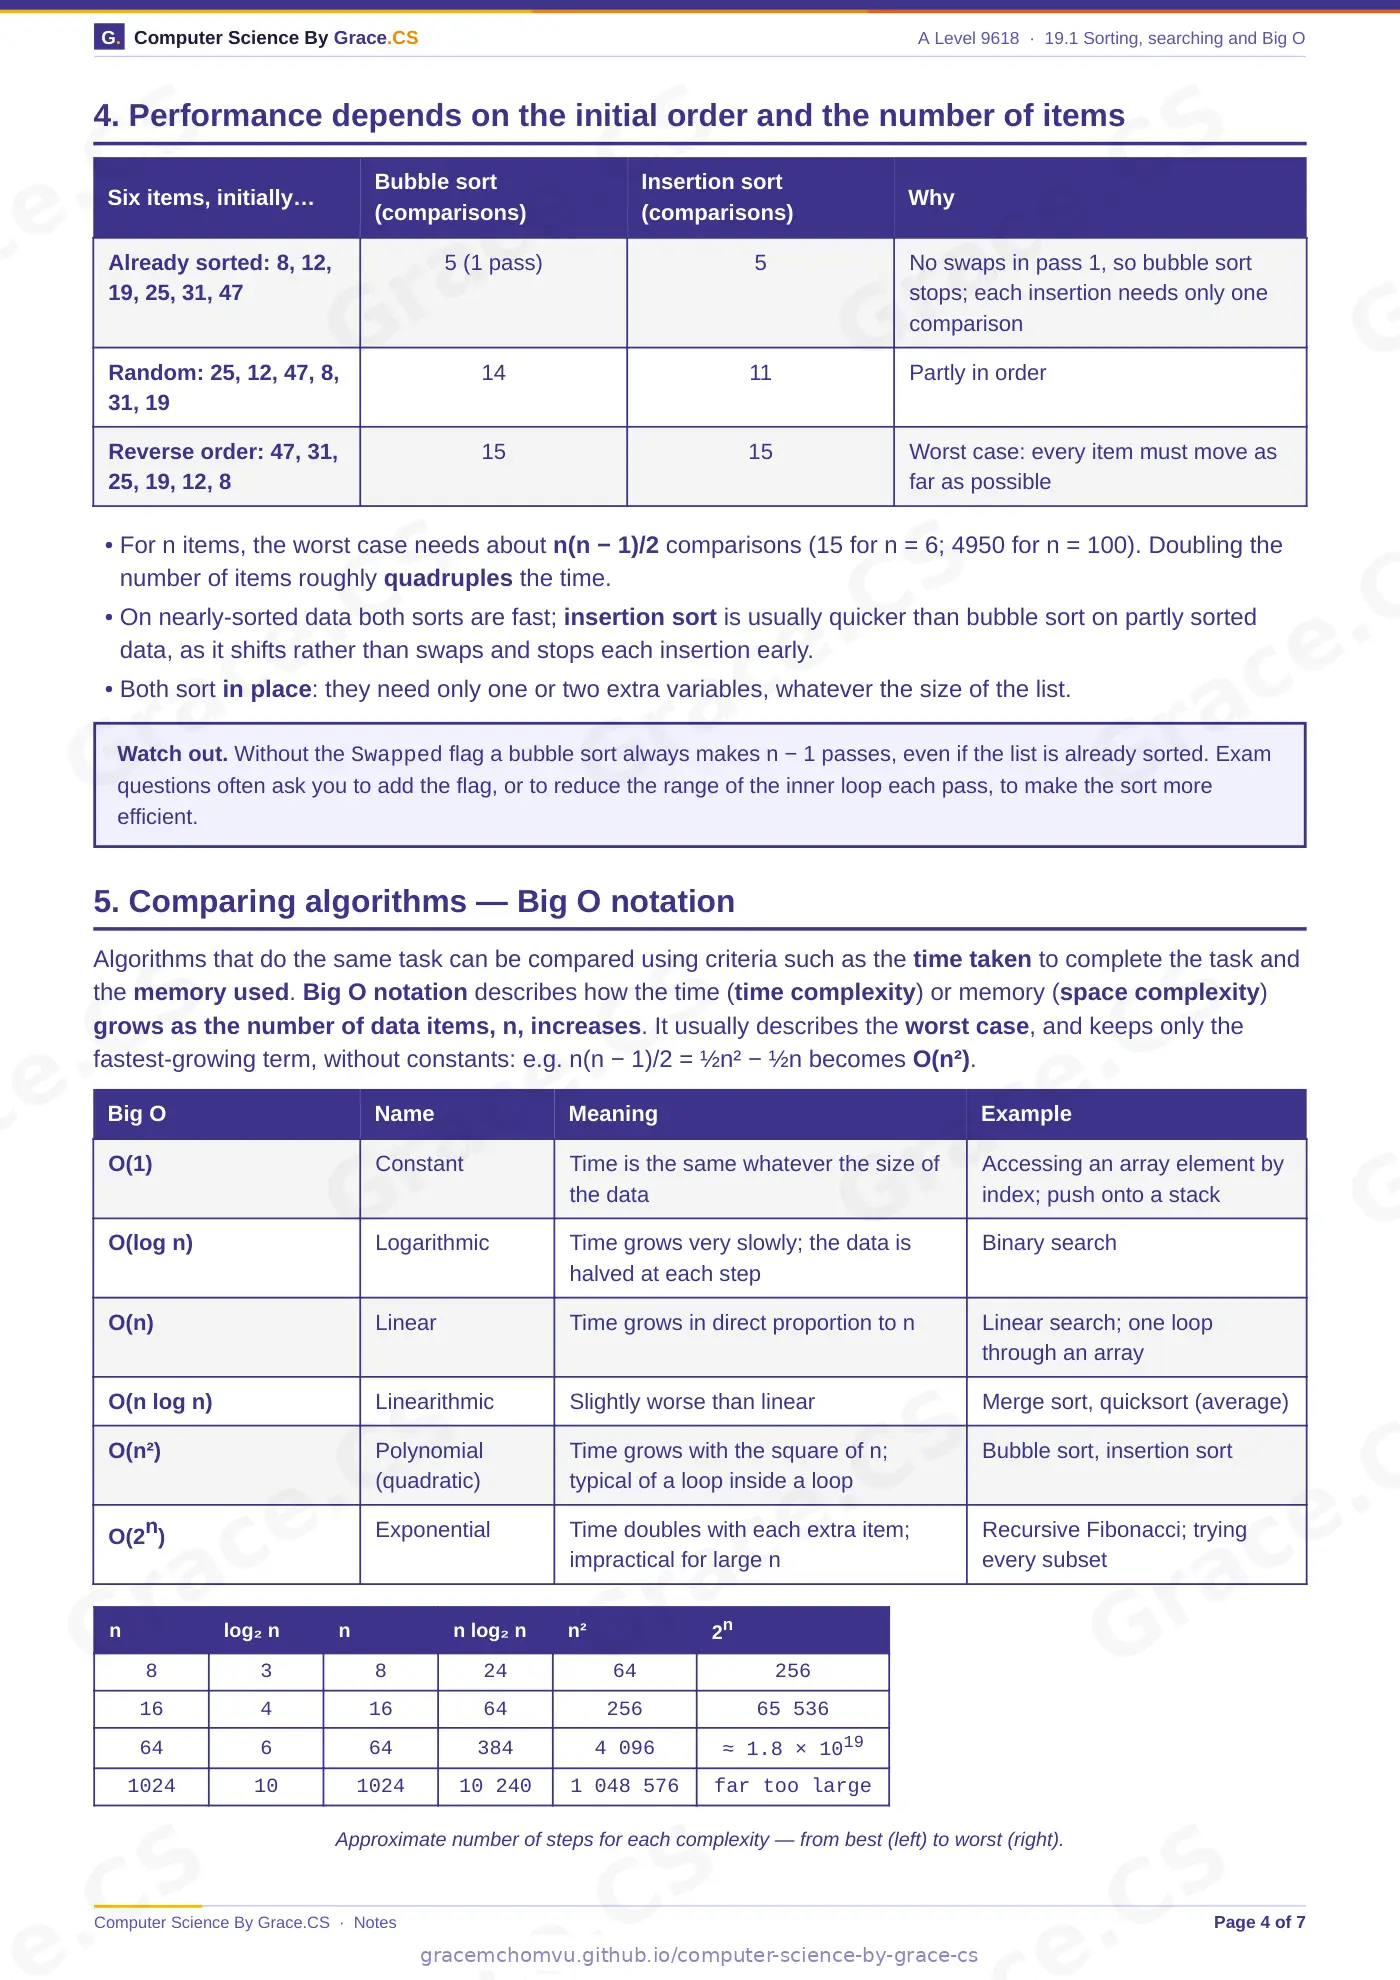 G. Computer Science By Grace.CS
A Level 9618 · 19.1 Sorting, searching and Big O
4. Performance depends on the initial order and the number of items
Six items, initially… Bubble sort (comparisons) Insertion sort (comparisons) Why
Already sorted: 8, 12, 19, 25, 31, 47 5 (1 pass) 5 No swaps in pass 1, so bubble sort stops; each insertion needs only one comparison
Random: 25, 12, 47, 8, 31, 19 14 11 Partly in order
Reverse order: 47, 31, 25, 19, 12, 8 15 15 Worst case: every item must move as far as possible
• For n items, the worst case needs about n(n − 1)/2 comparisons (15 for n = 6; 4950 for n = 100). Doubling the
number of items roughly quadruples the time.
• On nearly-sorted data both sorts are fast; insertion sort is usually quicker than bubble sort on partly sorted
data, as it shifts rather than swaps and stops each insertion early.
• Both sort in place: they need only one or two extra variables, whatever the size of the list.
Watch out. Without the Swapped flag a bubble sort always makes n − 1 passes, even if the list is already sorted. Exam
questions often ask you to add the flag, or to reduce the range of the inner loop each pass, to make the sort more
efficient.
5. Comparing algorithms — Big O notation
Algorithms that do the same task can be compared using criteria such as the time taken to complete the task and
the memory used. Big O notation describes how the time (time complexity) or memory (space complexity)
grows as the number of data items, n, increases. It usually describes the worst case, and keeps only the
fastest-growing term, without constants: e.g. n(n − 1)/2 = ½n² − ½n becomes O(n²).
Big O Name Meaning Example
O(1) Constant Time is the same whatever the size of the data Accessing an array element by index; push onto a stack
O(log n) Logarithmic Time grows very slowly; the data is halved at each step Binary search
O(n) Linear Time grows in direct proportion to n Linear search; one loop through an array
O(n log n) Linearithmic Slightly worse than linear Merge sort, quicksort (average)
O(n²) Polynomial (quadratic) Time grows with the square of n; typical of a loop inside a loop Bubble sort, insertion sort
O(2ⁿ) Exponential Time doubles with each extra item; impractical for large n Recursive Fibonacci; trying every subset
n log₂ n n n log₂ n n² 2ⁿ
8 3 8 24 64 256
16 4 16 64 256 65 536
64 6 64 384 4 096 ≈ 1.8 × 10¹⁹
1024 10 1024 10 240 1 048 576 far too large
Approximate number of steps for each complexity — from best (left) to worst (right).
Computer Science By Grace.CS · Notes
Page 4 of 7
gracemchomvu.github.io/computer-science-by-grace-cs